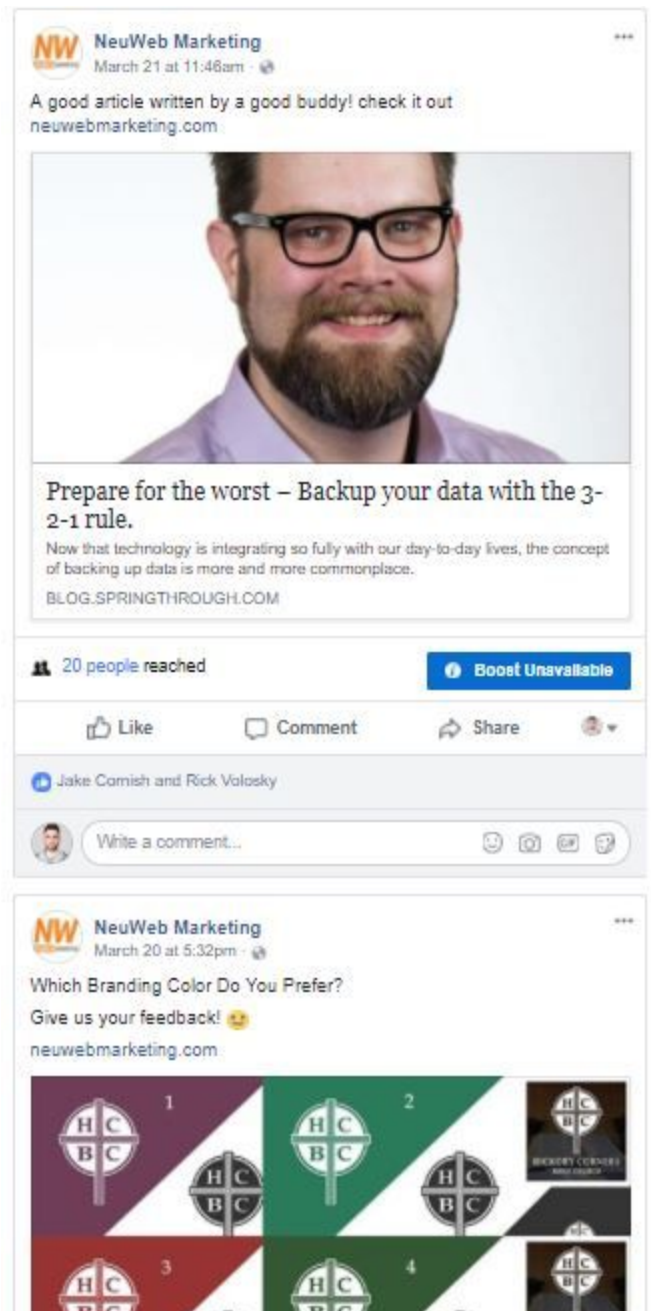 NW
NeuWeb Marketing
March 21 at 11:46am ·
A good article written by a good buddy! check it out
neuwebmarketing.com
Prepare for the worst – Backup your data with the 3-
2-1 rule.
Now that technology is integrating so fully with our day-to-day lives, the concept
of backing up data is more and more commonplace.
BLOG.SPRINGTHROUGH.COM
20 people reached
Boost Unavailable
Like Comment Share
Jake Cornish and Rick Volosky
Write a comment...
GIF
NW
NeuWeb Marketing
March 20 at 5:32pm ·
Which Branding Color Do You Prefer?
Give us your feedback!
neuwebmarketing.com
1
H C
B C
H C
B C
2
H C
B C
H C
B C
H C
B C
HICKORY CORNERS
BIBLE CHURCH
3
H C
4
H C
H C
B C